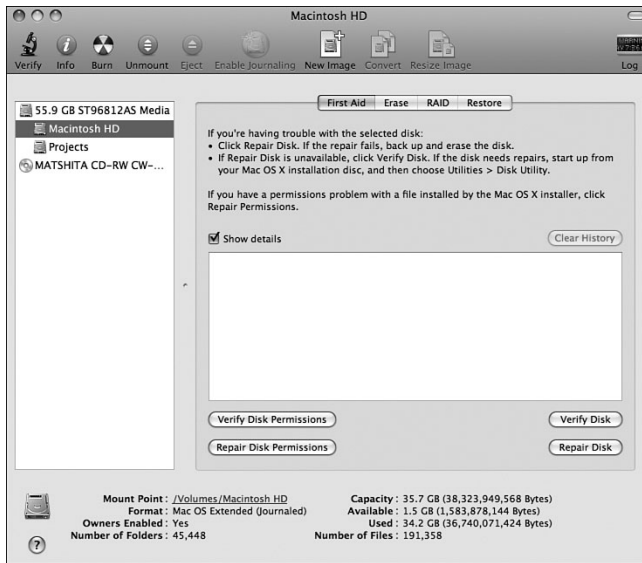 Macintosh HD
Verify Info Burn Unmount Eject Enable Journaling New Image Convert Resize Image Log
First Aid Erase RAID Restore
55.9 GB ST96812AS Media
Macintosh HD
Projects
MATSHITA CD-RW CW-...
If you're having trouble with the selected disk:
• Click Repair Disk. If the repair fails, back up and erase the disk.
• If Repair Disk is unavailable, click Verify Disk. If the disk needs repairs, start up from
your Mac OS X installation disc, and then choose Utilities > Disk Utility.
If you have a permissions problem with a file installed by the Mac OS X installer, click
Repair Permissions.
Show details
Clear History
Verify Disk Permissions
Verify Disk
Repair Disk Permissions
Repair Disk
Mount Point : /Volumes/Macintosh HD
Format : Mac OS Extended (Journaled)
Owners Enabled : Yes
Number of Folders : 45,448
Capacity : 35.7 GB (38,323,949,568 Bytes)
Available : 1.5 GB (1,583,878,144 Bytes)
Used : 34.2 GB (36,740,071,424 Bytes)
Number of Files : 191,358
?